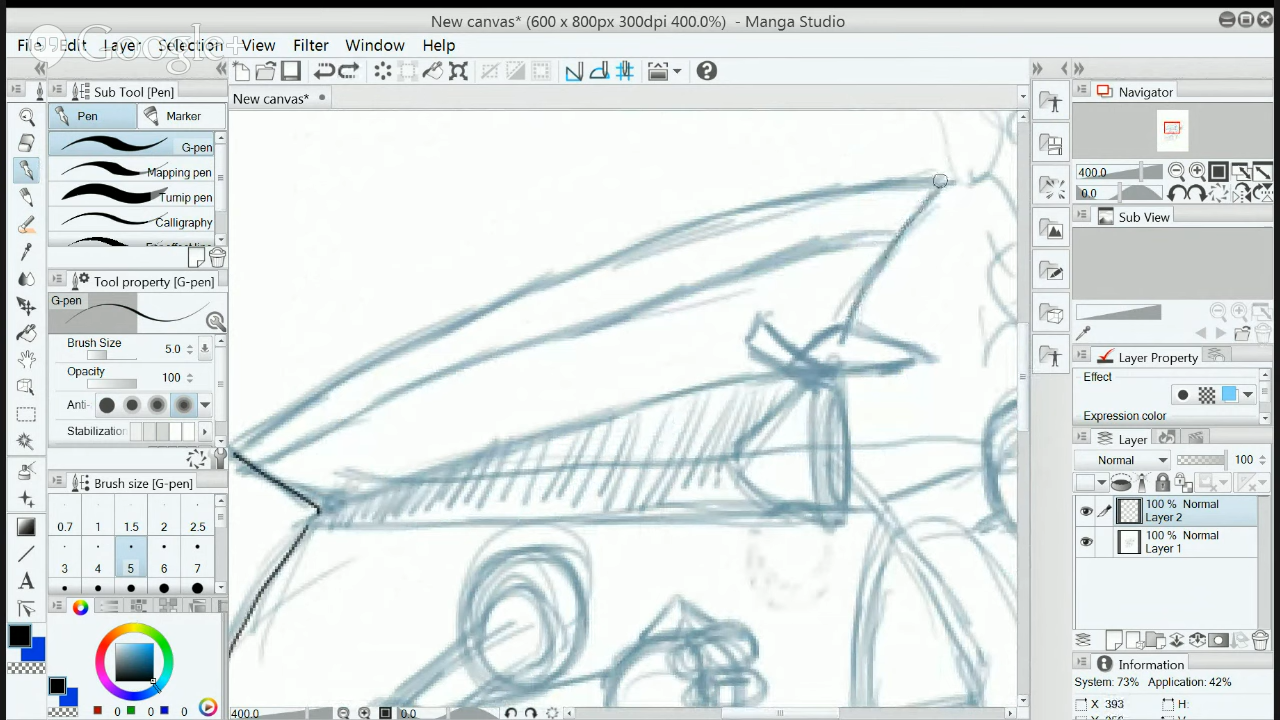 New canvas* (600 x 800px 300dpi 400.0%) - Manga Studio
Google+
File Edit Layer Selection View Filter Window Help
Sub Tool [Pen]
New canvas*
Navigator
Pen
Marker
G-pen
Mapping pen
Turnip pen
Calligraphy
400.0
0.0
Sub View
Tool property [G-pen]
G-pen
Brush Size 5.0
Opacity 100
Anti-
Stabilization
Layer Property
Effect
Expression color
Layer
Normal 100
Brush size [G-pen]
0.7 1 1.5 2 2.5
3 4 5 6 7
100 % Normal
Layer 2
100 % Normal
Layer 1
Information
System: 73% Application: 42%
X 393 H:
0 0 0
400.0 0.0